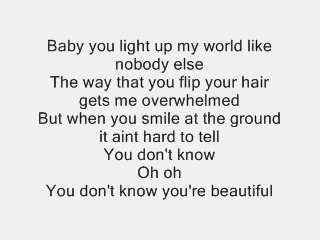 Baby you light up my world like
nobody else
The way that you flip your hair
gets me overwhelmed
But when you smile at the ground
it aint hard to tell
You don't know
Oh oh
You don't know you're beautiful